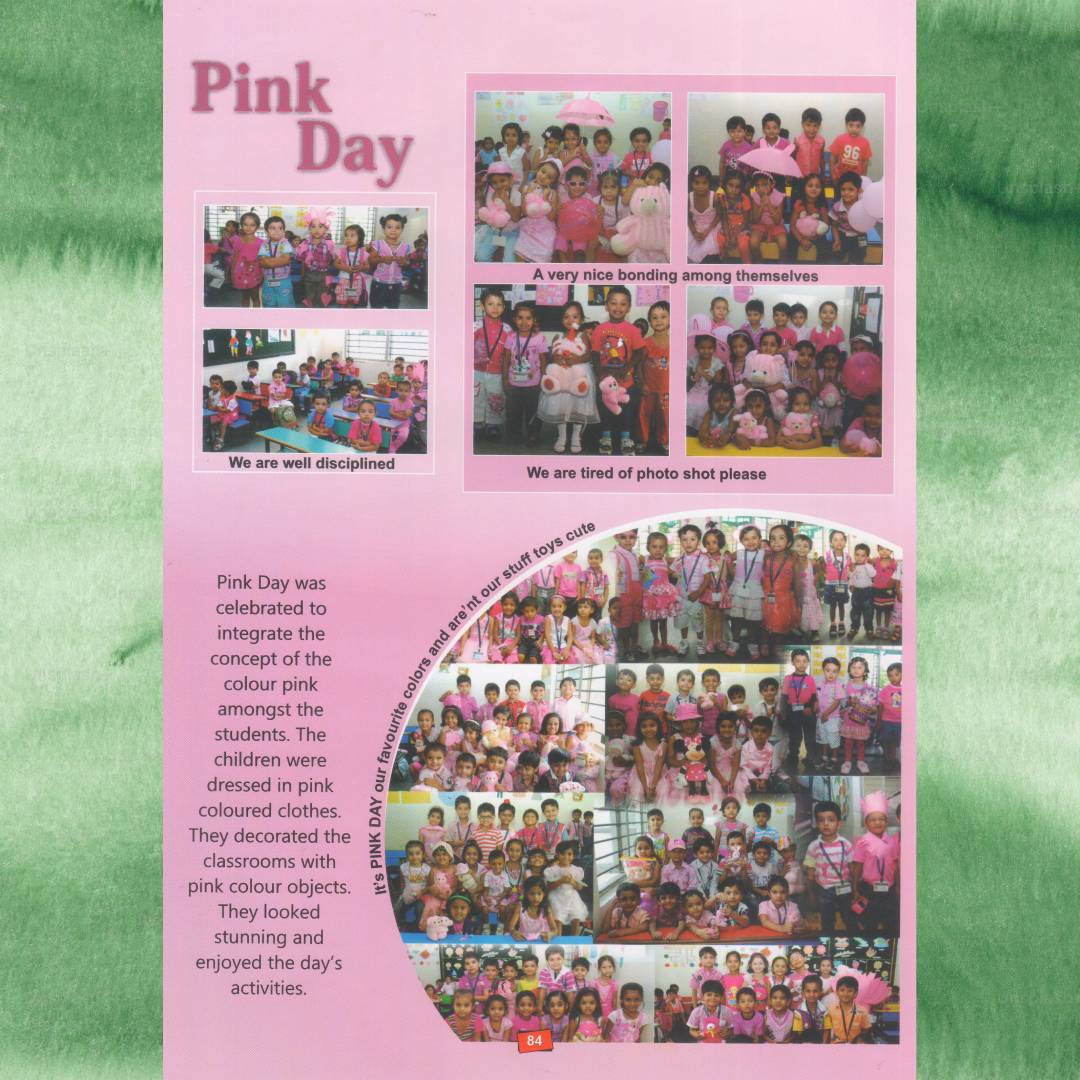 Pink
Day
A very nice bonding among themselves
We are well disciplined
We are tired of photo shot please
96
It's PINK DAY our favourite colors and are'nt our stuff toys cute
Pink Day was
celebrated to
integrate the
concept of the
colour pink
amongst the
students. The
children were
dressed in pink
coloured clothes.
They decorated the
classrooms with
pink colour objects.
They looked
stunning and
enjoyed the day's
activities.
84